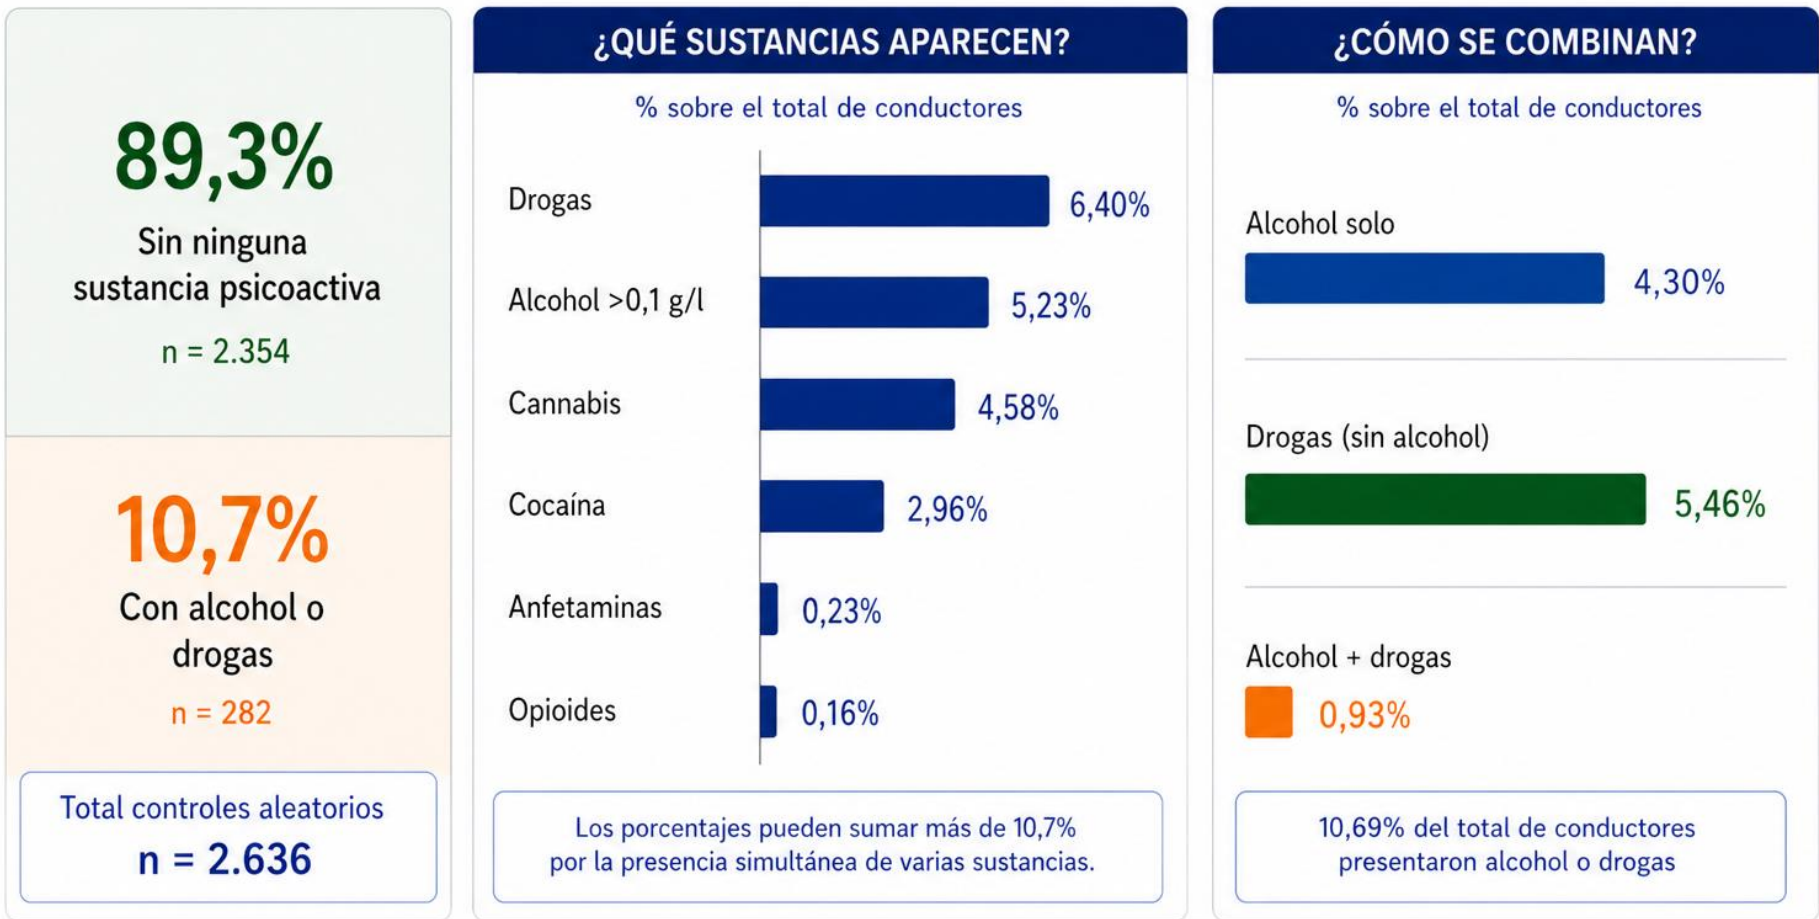 89,3%
Sin ninguna
sustancia psicoactiva
n = 2.354
10,7%
Con alcohol o
drogas
n = 282
Total controles aleatorios
n = 2.636
¿QUÉ SUSTANCIAS APARECEN?
% sobre el total de conductores
Drogas 6,40%
Alcohol >0,1 g/l 5,23%
Cannabis 4,58%
Cocaína 2,96%
Anfetaminas 0,23%
Opioides 0,16%
Los porcentajes pueden sumar más de 10,7%
por la presencia simultánea de varias sustancias.
¿CÓMO SE COMBINAN?
% sobre el total de conductores
Alcohol solo
4,30%
Drogas (sin alcohol)
5,46%
Alcohol + drogas
0,93%
10,69% del total de conductores
presentaron alcohol o drogas